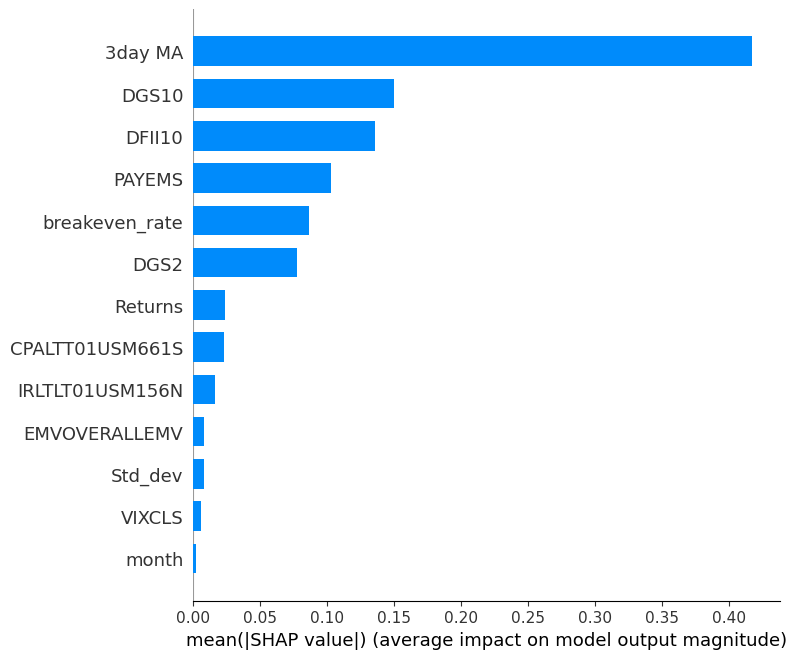 3day MA
DGS10
DFII10
PAYEMS
breakeven_rate
DGS2
Returns
CPALTT01USM661S
IRLTLT01USM156N
EMVOVERALLEMV
Std_dev
VIXCLS
month
0.00 0.05 0.10 0.15 0.20 0.25 0.30 0.35 0.40
mean(|SHAP value|) (average impact on model output magnitude)